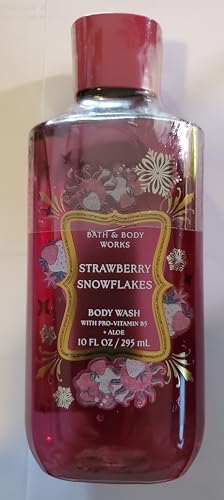 BATH & BODY
WORKS
STRAWBERRY
SNOWFLAKES
BODY WASH
WITH PRO-VITAMIN B5
+ ALOE
10 FL OZ / 295 mL